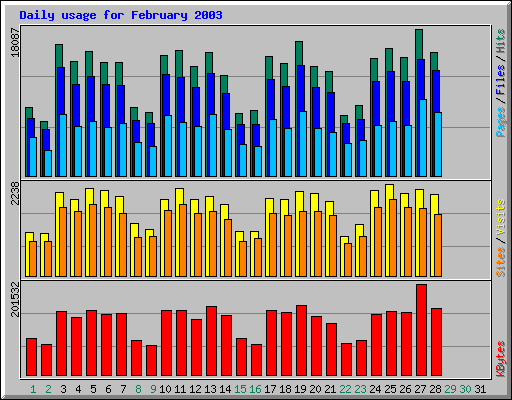 Daily usage for February 2003
18087
Pages / Files / Hits
2238
Sites / Visits
201532
KBytes
1 2 3 4 5 6 7 8 9 10 11 12 13 14 15 16 17 18 19 20 21 22 23 24 25 26 27 28 29 30 31